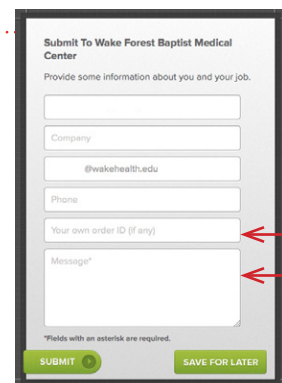 Submit To Wake Forest Baptist Medical
Center
Provide some information about you and your job.
Company
@wakehealth.edu
Phone
Your own order ID (if any)
Message*
*Fields with an asterisk are required.
SUBMIT
SAVE FOR LATER